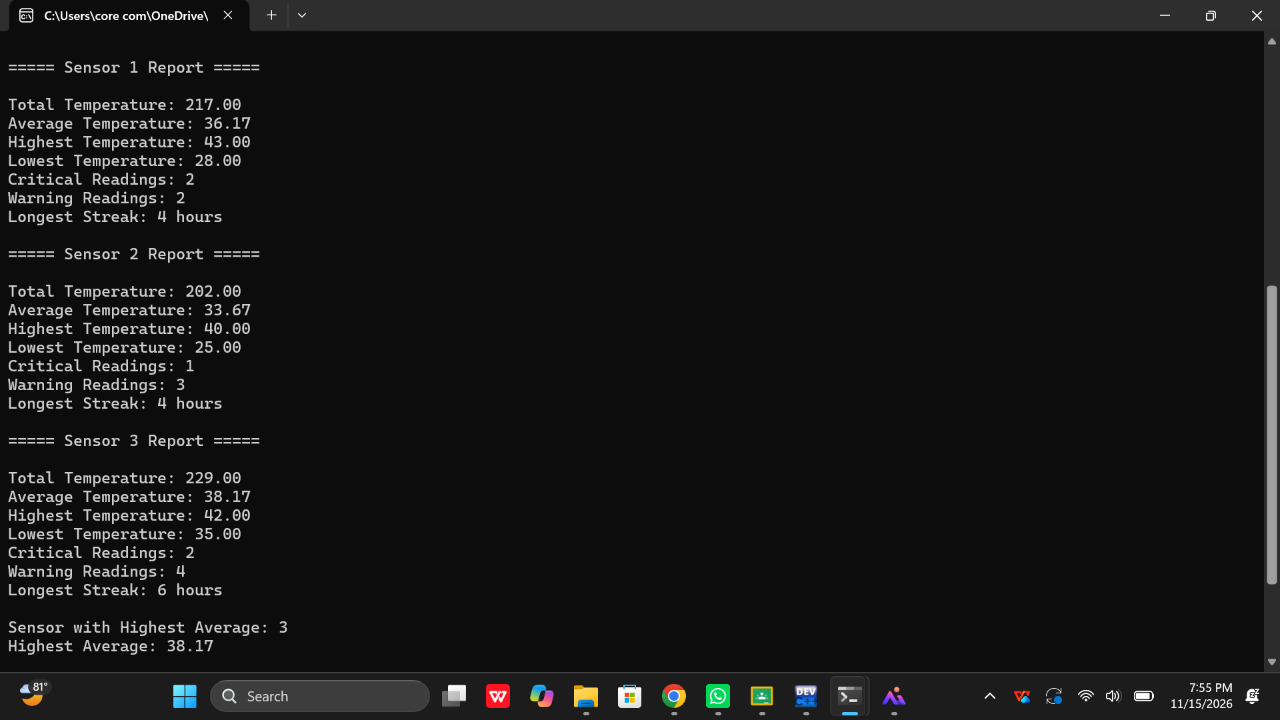 C:\Users\core com\OneDrive\
===== Sensor 1 Report =====
Total Temperature: 217.00
Average Temperature: 36.17
Highest Temperature: 43.00
Lowest Temperature: 28.00
Critical Readings: 2
Warning Readings: 2
Longest Streak: 4 hours
===== Sensor 2 Report =====
Total Temperature: 202.00
Average Temperature: 33.67
Highest Temperature: 40.00
Lowest Temperature: 25.00
Critical Readings: 1
Warning Readings: 3
Longest Streak: 4 hours
===== Sensor 3 Report =====
Total Temperature: 229.00
Average Temperature: 38.17
Highest Temperature: 42.00
Lowest Temperature: 35.00
Critical Readings: 2
Warning Readings: 4
Longest Streak: 6 hours
Sensor with Highest Average: 3
Highest Average: 38.17
81°
Search
DEV
7:55 PM
11/15/2026